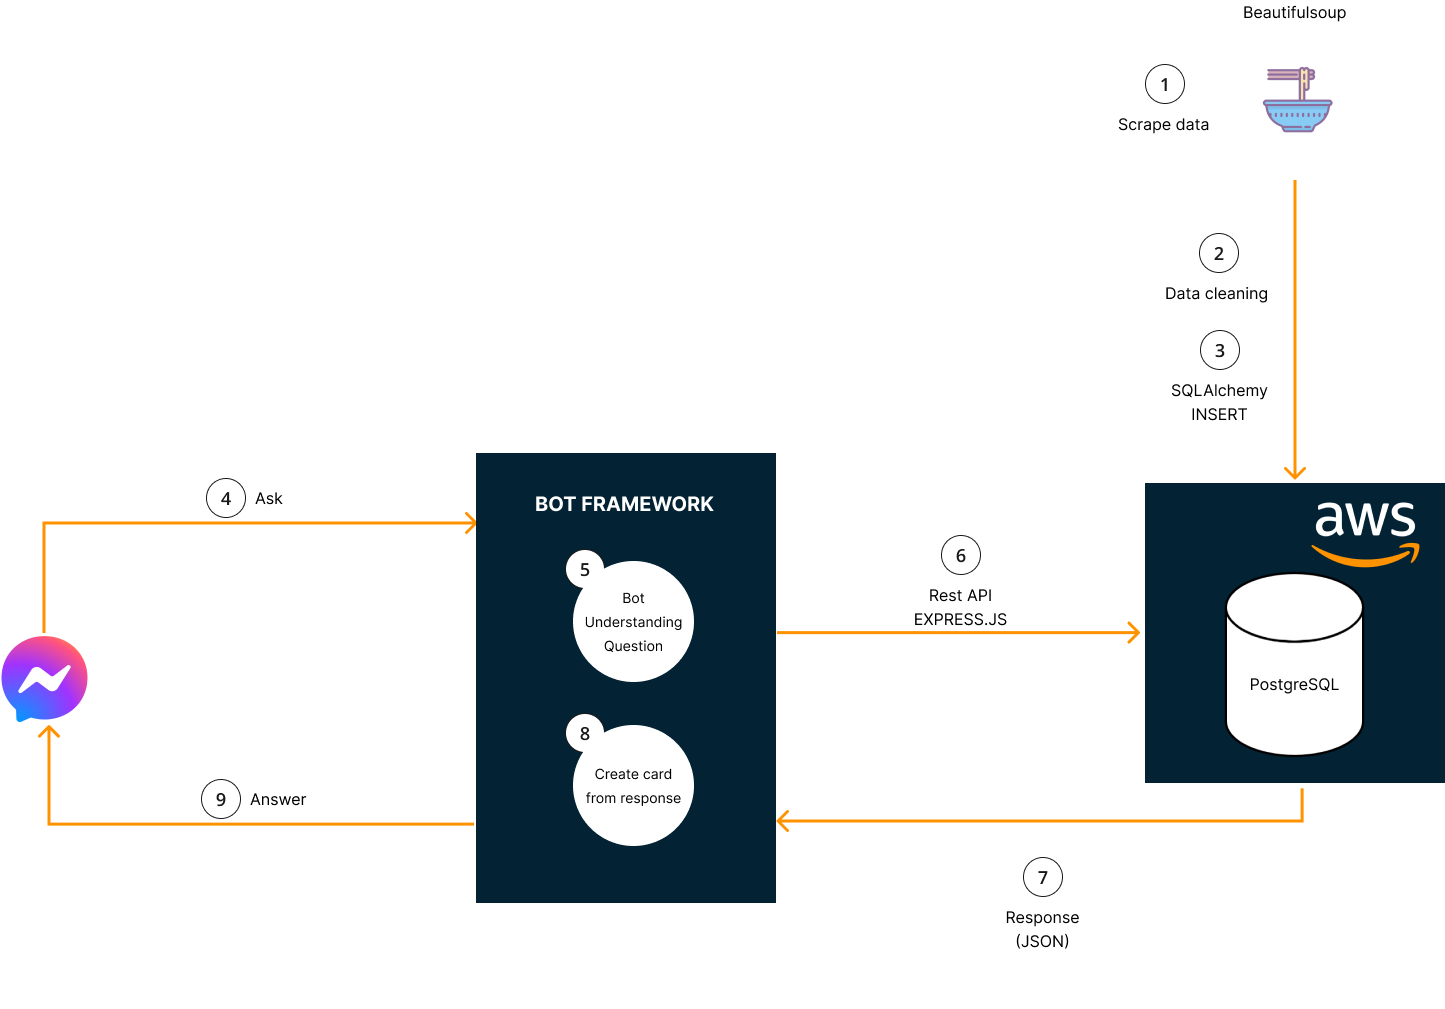 Beautifulsoup
1
Scrape data
2
Data cleaning
3
SQLAlchemy
INSERT
4 Ask
BOT FRAMEWORK
5
Bot
Understanding
Question
6
Rest API
EXPRESS.JS
aws
PostgreSQL
7
Response
(JSON)
8
Create card
from response
9 Answer